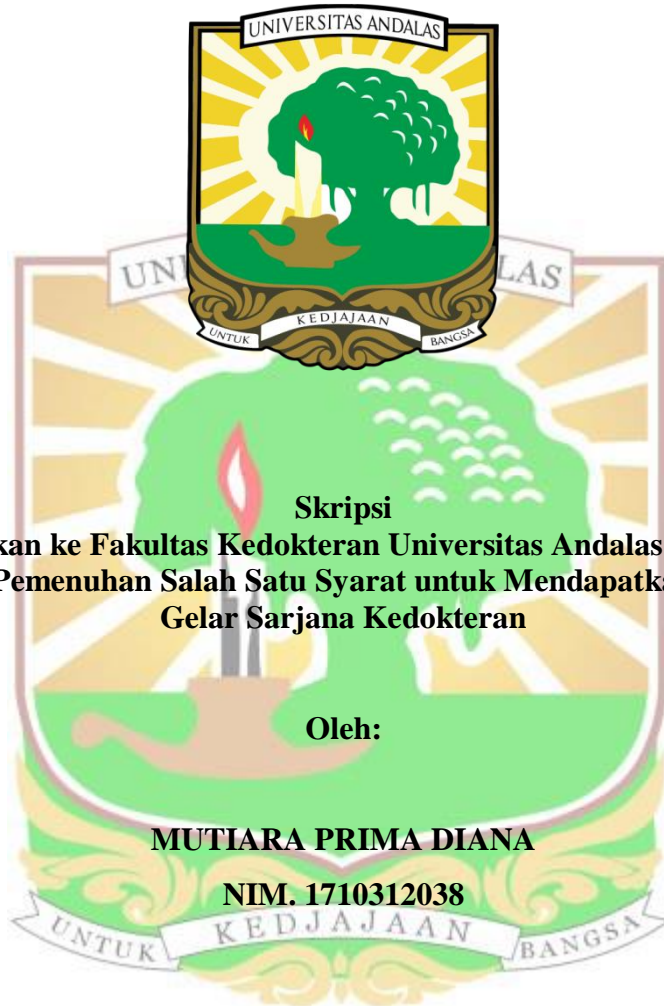 UNIVERSITAS ANDALAS
UNTUK KEDJAJAAN BANGSA
Skripsi
kan ke Fakultas Kedokteran Universitas Andalas
Pemenuhan Salah Satu Syarat untuk Mendapatka
Gelar Sarjana Kedokteran
Oleh:
MUTIARA PRIMA DIANA
NIM. 1710312038
UNTUK KEDJAJAAN BANGSA